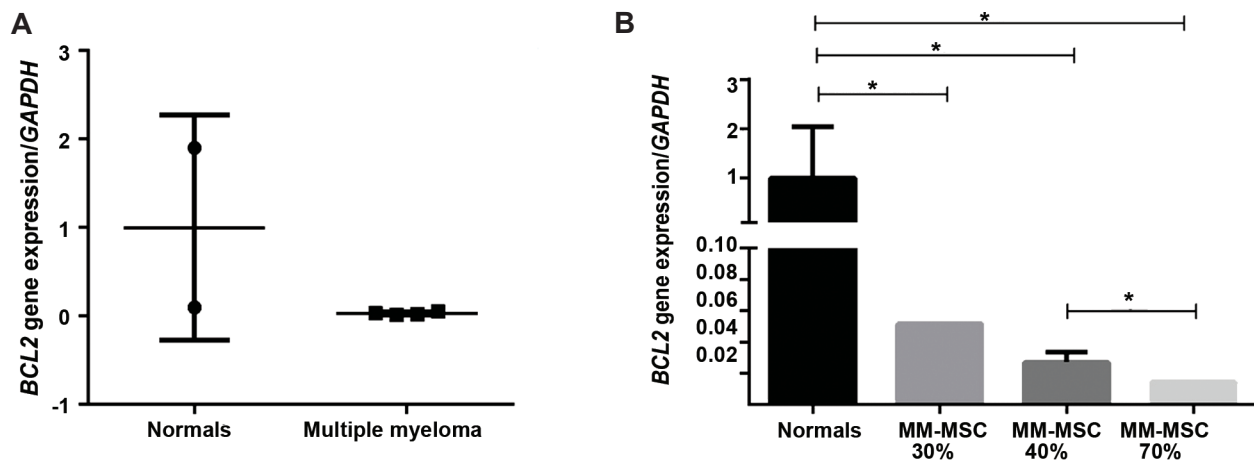 A
BCL2 gene expression/GAPDH
3
2
1
0
-1
Normals
Multiple myeloma
B
BCL2 gene expression/GAPDH
*
*
*
3
2
1
0.10
0.08
0.06
0.04
0.02
*
Normals
MM-MSC
30%
MM-MSC
40%
MM-MSC
70%